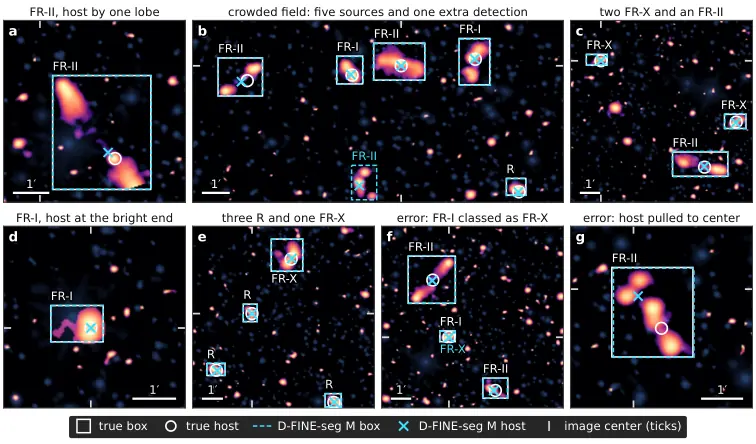 FR-II, host by one lobe
crowded field: five sources and one extra detection
two FR-X and an FR-II
a
FR-II
1′
b
FR-II
FR-I
FR-II
FR-I
FR-II
R
1′
c
FR-X
FR-X
FR-II
1′
FR-I, host at the bright end
three R and one FR-X
error: FR-I classed as FR-X
error: host pulled to center
d
FR-I
1′
e
FR-X
R
R
R
1′
f
FR-II
FR-I
FR-X
FR-II
1′
g
FR-II
1′
true box
true host
D-FINE-seg M box
D-FINE-seg M host
image center (ticks)